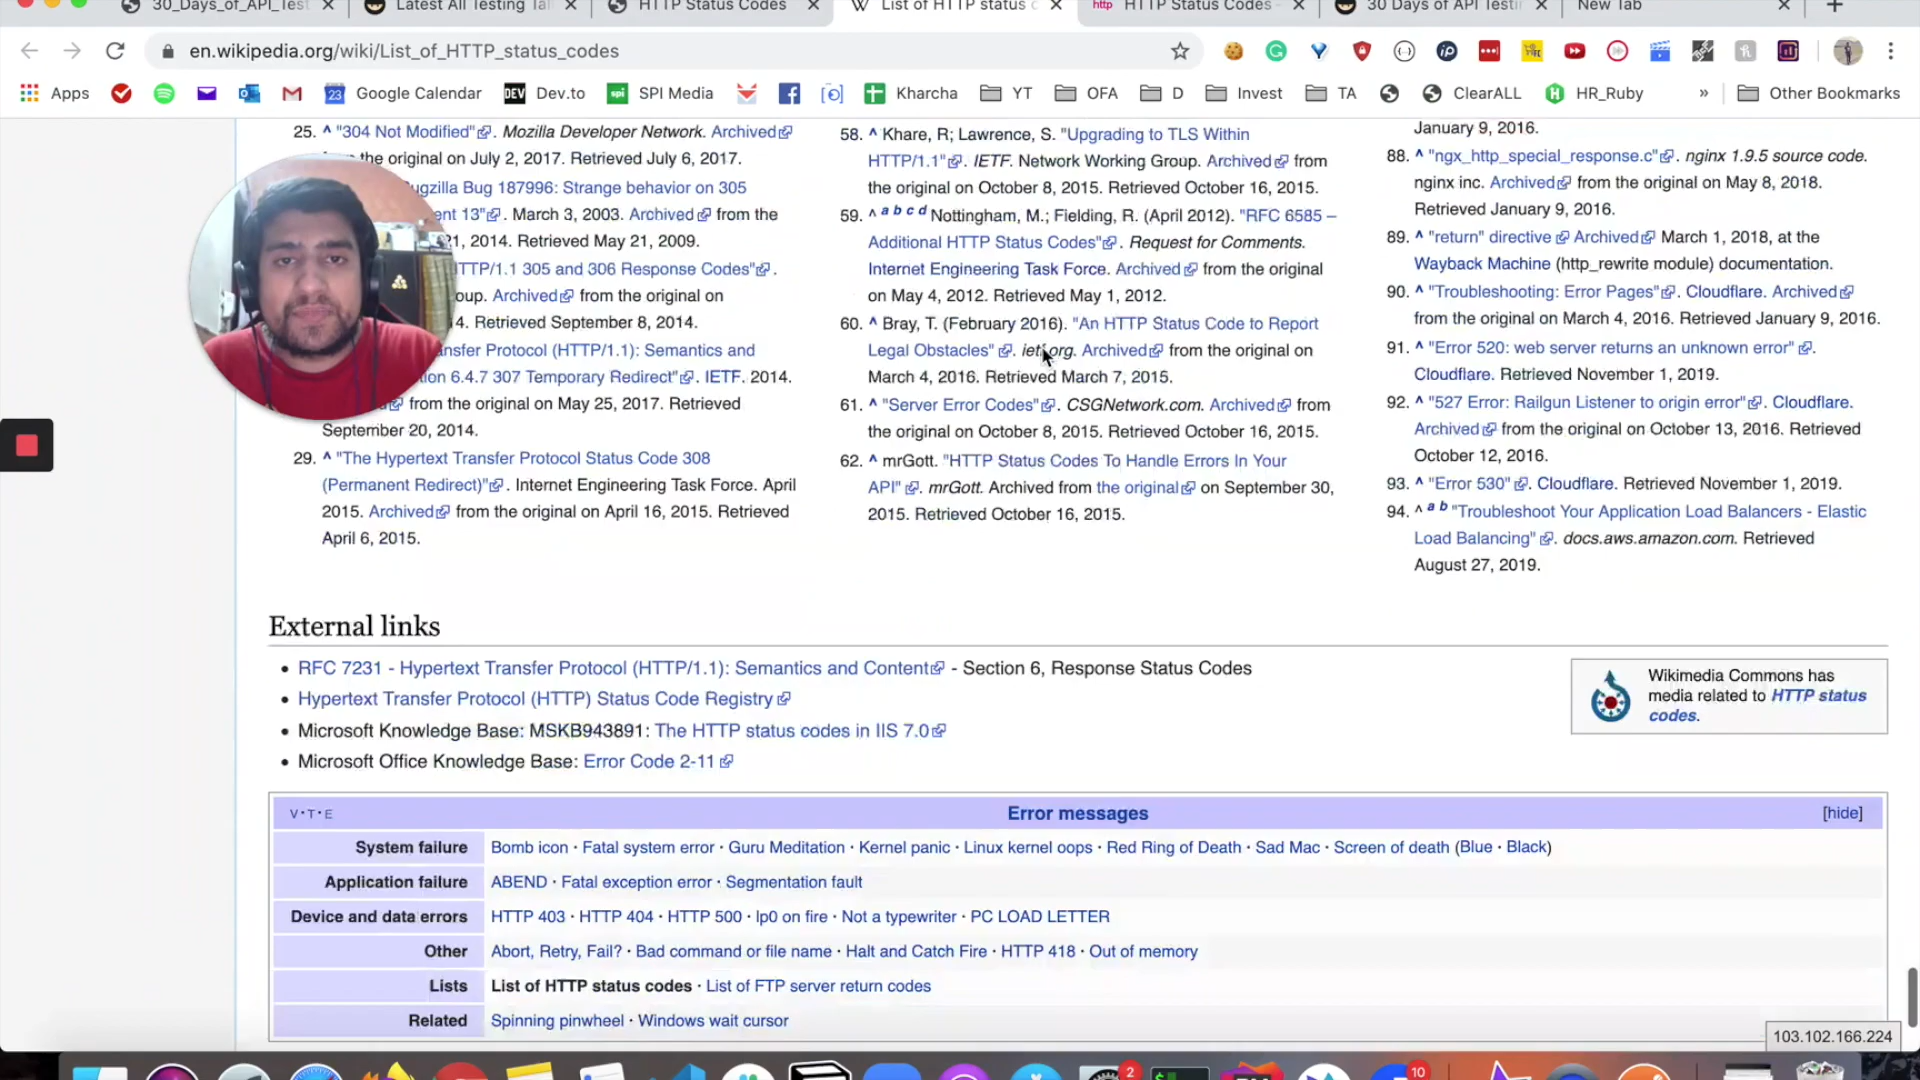 30_Days_of_API_Test
Latest All Testing Tal
HTTP Status Codes
List of HTTP status c
HTTP Status Codes -
30 Days of API Testin
New Tab
en.wikipedia.org/wiki/List_of_HTTP_status_codes
Apps
23
Google Calendar
DEV
Dev.to
spi
SPI Media
Kharcha
YT
OFA
D
Invest
TA
ClearALL
HR_Ruby
»
Other Bookmarks
25. ^ "304 Not Modified". Mozilla Developer Network. Archived
the original on July 2, 2017. Retrieved July 6, 2017.
ugzilla Bug 187996: Strange behavior on 305
ent 13". March 3, 2003. Archived from the
21, 2014. Retrieved May 21, 2009.
TTP/1.1 305 and 306 Response Codes".
oup. Archived from the original on
4. Retrieved September 8, 2014.
ansfer Protocol (HTTP/1.1): Semantics and
ion 6.4.7 307 Temporary Redirect". IETF. 2014.
from the original on May 25, 2017. Retrieved
September 20, 2014.
29. ^ "The Hypertext Transfer Protocol Status Code 308
(Permanent Redirect)". Internet Engineering Task Force. April
2015. Archived from the original on April 16, 2015. Retrieved
April 6, 2015.
58. ^ Khare, R; Lawrence, S. "Upgrading to TLS Within
HTTP/1.1". IETF. Network Working Group. Archived from
the original on October 8, 2015. Retrieved October 16, 2015.
59. ^ a b c d Nottingham, M.; Fielding, R. (April 2012). "RFC 6585 –
Additional HTTP Status Codes". Request for Comments.
Internet Engineering Task Force. Archived from the original
on May 4, 2012. Retrieved May 1, 2012.
60. ^ Bray, T. (February 2016). "An HTTP Status Code to Report
Legal Obstacles". ietf.org. Archived from the original on
March 4, 2016. Retrieved March 7, 2015.
61. ^ "Server Error Codes". CSGNetwork.com. Archived from
the original on October 8, 2015. Retrieved October 16, 2015.
62. ^ mrGott. "HTTP Status Codes To Handle Errors In Your
API". mrGott. Archived from the original on September 30,
2015. Retrieved October 16, 2015.
January 9, 2016.
88. ^ "ngx_http_special_response.c". nginx 1.9.5 source code.
nginx inc. Archived from the original on May 8, 2018.
Retrieved January 9, 2016.
89. ^ "return" directive Archived March 1, 2018, at the
Wayback Machine (http_rewrite module) documentation.
90. ^ "Troubleshooting: Error Pages". Cloudflare. Archived
from the original on March 4, 2016. Retrieved January 9, 2016.
91. ^ "Error 520: web server returns an unknown error".
Cloudflare. Retrieved November 1, 2019.
92. ^ "527 Error: Railgun Listener to origin error". Cloudflare.
Archived from the original on October 13, 2016. Retrieved
October 12, 2016.
93. ^ "Error 530". Cloudflare. Retrieved November 1, 2019.
94. ^ a b "Troubleshoot Your Application Load Balancers - Elastic
Load Balancing". docs.aws.amazon.com. Retrieved
August 27, 2019.
External links
• RFC 7231 - Hypertext Transfer Protocol (HTTP/1.1): Semantics and Content - Section 6, Response Status Codes
• Hypertext Transfer Protocol (HTTP) Status Code Registry
• Microsoft Knowledge Base: MSKB943891: The HTTP status codes in IIS 7.0
• Microsoft Office Knowledge Base: Error Code 2-11
Wikimedia Commons has
media related to HTTP status
codes.
V·T·E
Error messages
[hide]
System failure
Bomb icon · Fatal system error · Guru Meditation · Kernel panic · Linux kernel oops · Red Ring of Death · Sad Mac · Screen of death (Blue · Black)
Application failure
ABEND · Fatal exception error · Segmentation fault
Device and data errors
HTTP 403 · HTTP 404 · HTTP 500 · lp0 on fire · Not a typewriter · PC LOAD LETTER
Other
Abort, Retry, Fail? · Bad command or file name · Halt and Catch Fire · HTTP 418 · Out of memory
Lists
List of HTTP status codes · List of FTP server return codes
Related
Spinning pinwheel · Windows wait cursor
103.102.166.224
2
10